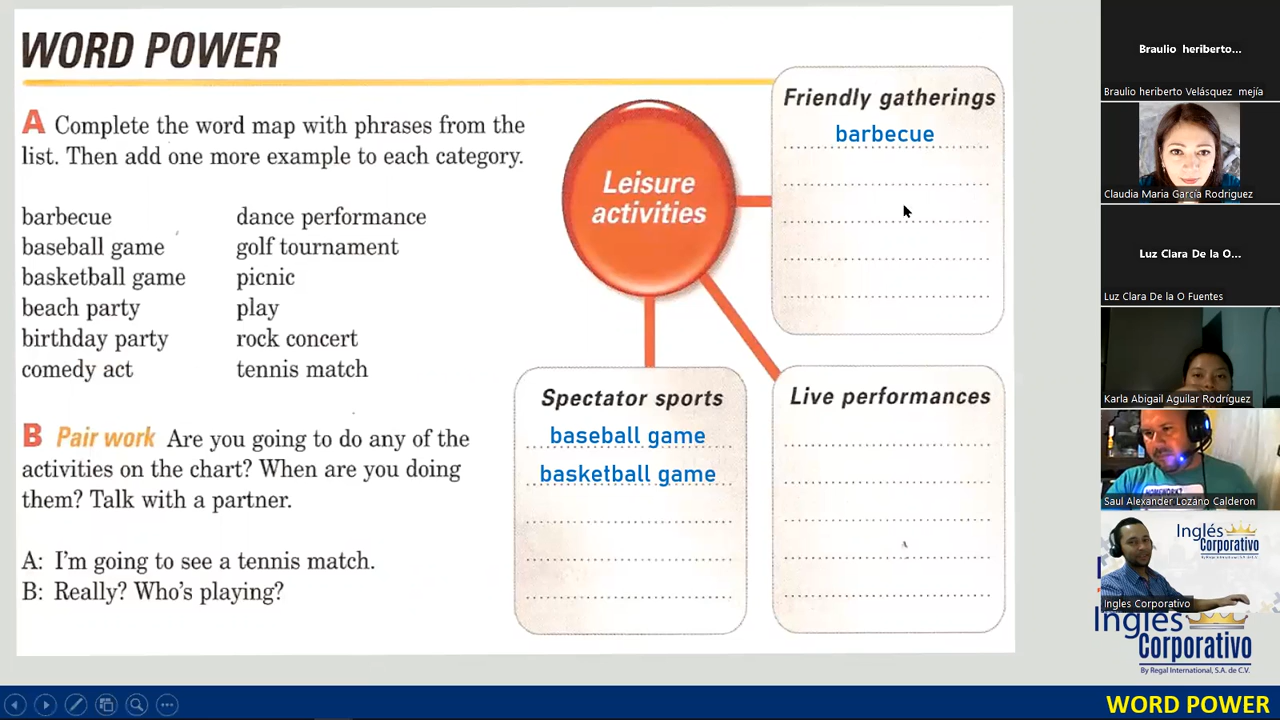 WORD POWER
A Complete the word map with phrases from the
list. Then add one more example to each category.
barbecue
baseball game
basketball game
beach party
birthday party
comedy act
dance performance
golf tournament
picnic
play
rock concert
tennis match
B Pair work Are you going to do any of the
activities on the chart? When are you doing
them? Talk with a partner.
A: I'm going to see a tennis match.
B: Really? Who's playing?
Leisure
activities
Friendly gatherings
barbecue
Spectator sports
baseball game
basketball game
Live performances
Braulio heriberto...
Braulio heriberto Velásquez mejía
Claudia Maria Garcia Rodriguez
Luz Clara De la O...
Luz Clara De la O Fuentes
Karla Abigail Aguilar Rodríguez
Saul Alexander Lozano Calderon
Inglés
Corporativo
Ingles Corporativo
Inglés
Corporativo
By Regal International, S.A. de C.V.
WORD POWER